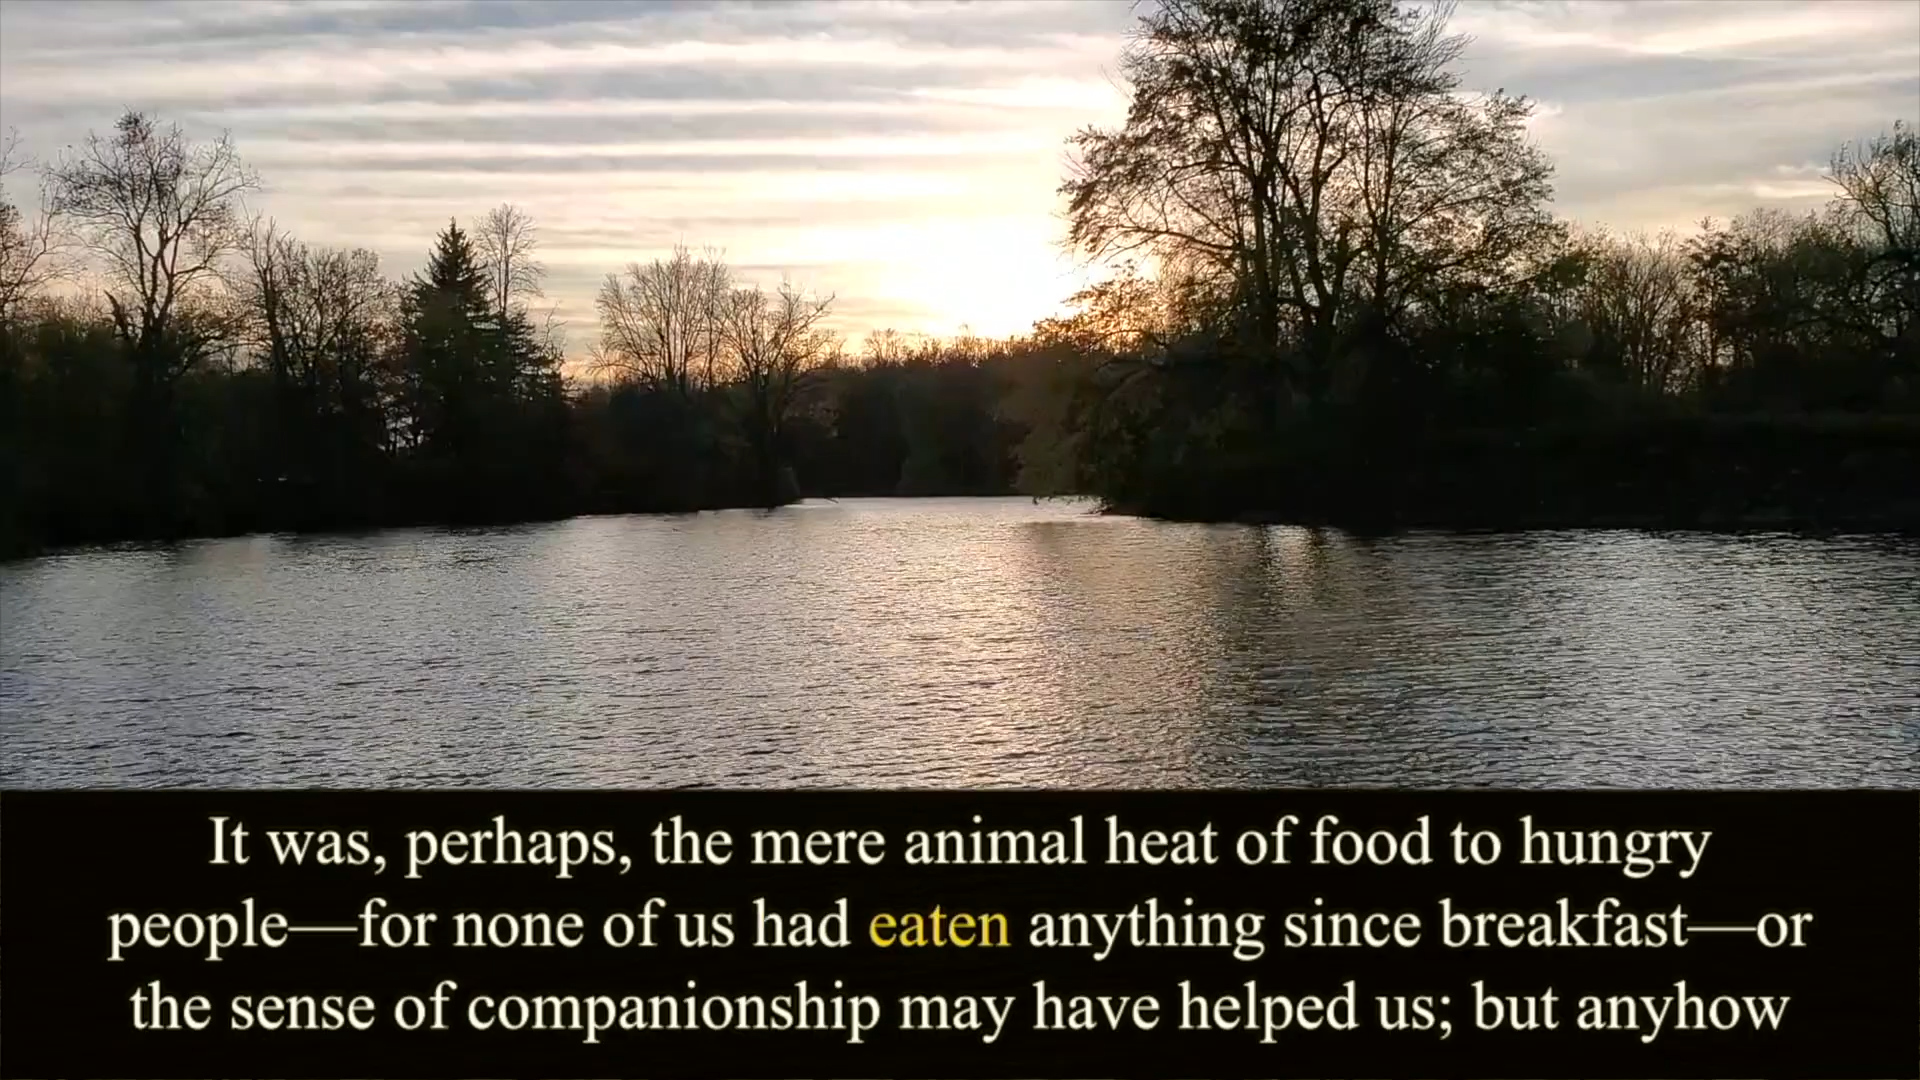 It was, perhaps, the mere animal heat of food to hungry
people—for none of us had eaten anything since breakfast—or
the sense of companionship may have helped us; but anyhow